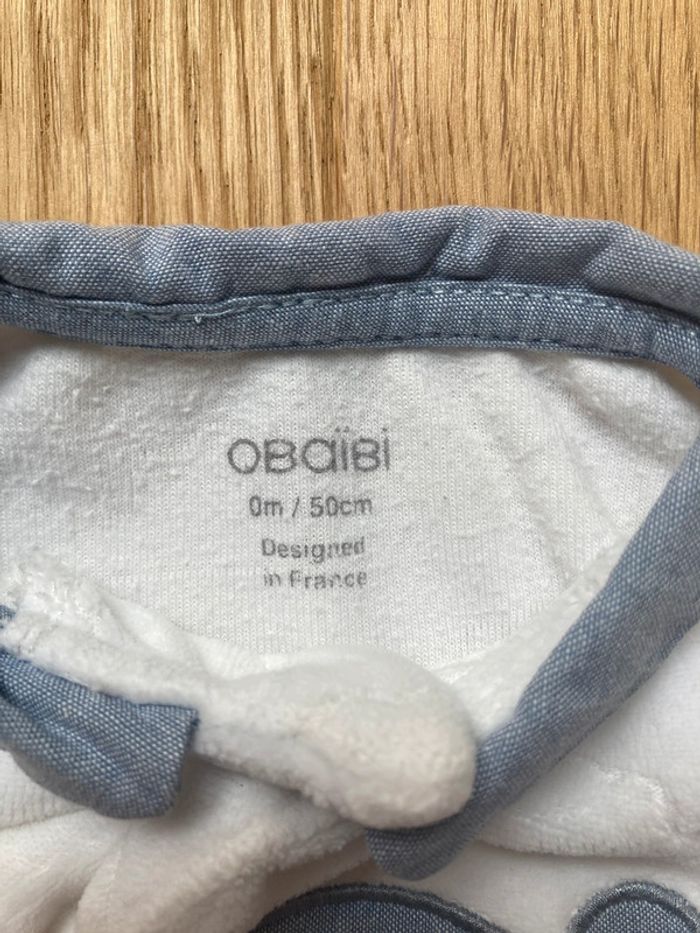 OBaïBi
0m / 50cm
Designed
in France